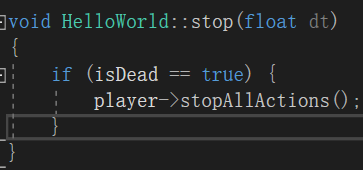 void HelloWorld::stop(float dt)
{
    if (isDead == true) {
        player->stopAllActions();
    }
}